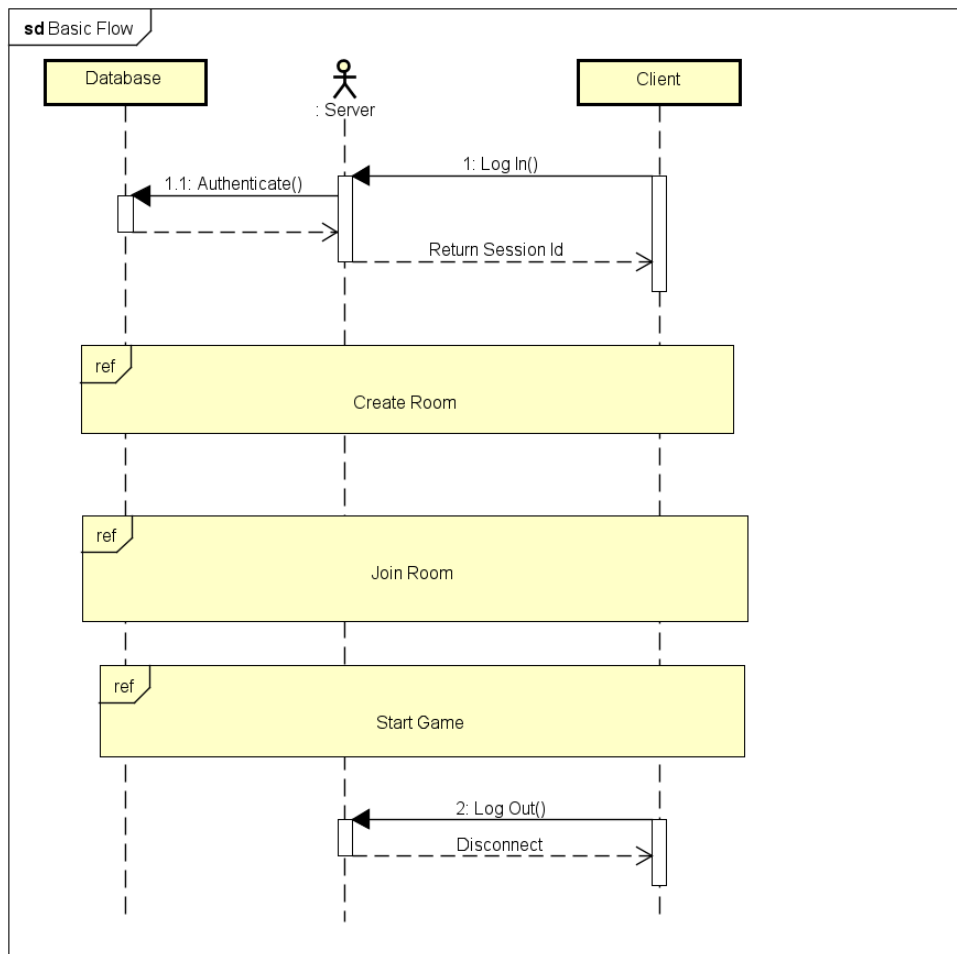 sd Basic Flow
Database
: Server
Client
1: Log In()
1.1: Authenticate()
Return Session Id
ref
Create Room
ref
Join Room
ref
Start Game
2: Log Out()
Disconnect